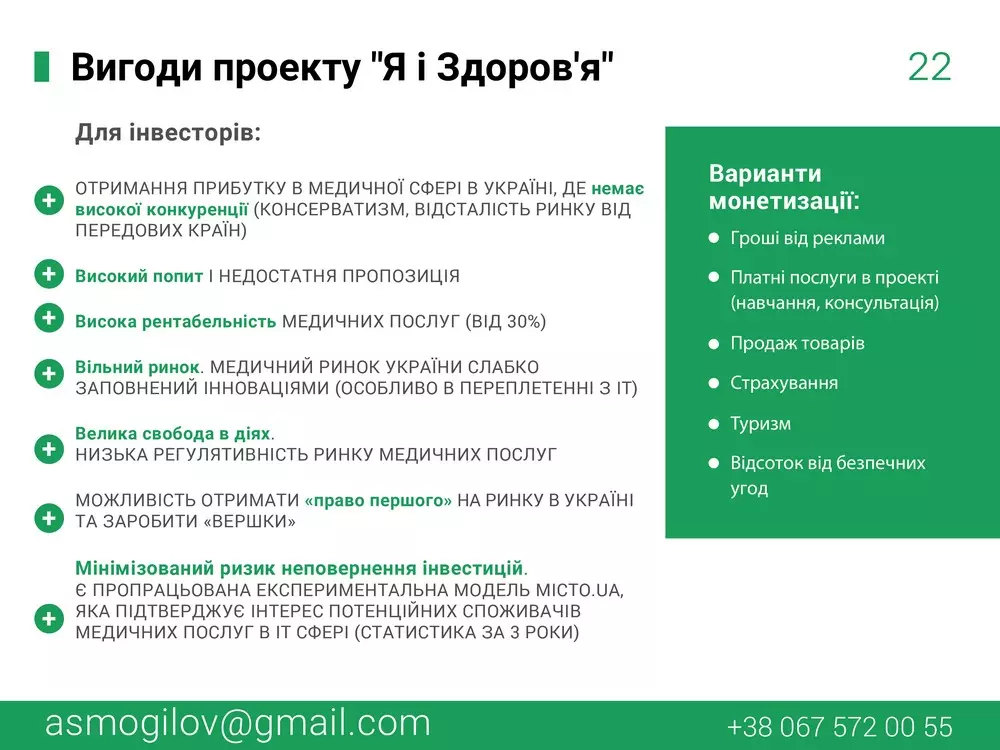 Вигоди проекту "Я і Здоров'я"
22
Для інвесторів:
ОТРИМАННЯ ПРИБУТКУ В МЕДИЧНОЇ СФЕРІ В УКРАЇНІ, ДЕ немає
високої конкуренції (КОНСЕРВАТИЗМ, ВІДСТАЛІСТЬ РИНКУ ВІД
ПЕРЕДОВИХ КРАЇН)
Високий попит І НЕДОСТАТНЯ ПРОПОЗИЦІЯ
Висока рентабельність МЕДИЧНИХ ПОСЛУГ (ВІД 30%)
Вільний ринок. МЕДИЧНИЙ РИНОК УКРАЇНИ СЛАБКО
ЗАПОВНЕНИЙ ІННОВАЦІЯМИ (ОСОБЛИВО В ПЕРЕПЛЕТЕННІ З ІТ)
Велика свобода в діях.
НИЗЬКА РЕГУЛЯТИВНІСТЬ РИНКУ МЕДИЧНИХ ПОСЛУГ
МОЖЛИВІСТЬ ОТРИМАТИ «право першого» НА РИНКУ В УКРАЇНІ
ТА ЗАРОБИТИ «ВЕРШКИ»
Мінімізований ризик неповернення інвестицій.
Є ПРОПРАЦЬОВАНА ЕКСПЕРИМЕНТАЛЬНА МОДЕЛЬ МІСТО.UA,
ЯКА ПІДТВЕРДЖУЄ ІНТЕРЕС ПОТЕНЦІЙНИХ СПОЖИВАЧІВ
МЕДИЧНИХ ПОСЛУГ В ІТ СФЕРІ (СТАТИСТИКА ЗА 3 РОКИ)
Варианти
монетизації:
Гроші від реклами
Платні послуги в проекті
(навчання, консультація)
Продаж товарів
Страхування
Туризм
Відсоток від безпечних
угод
asmogilov@gmail.com
+38 067 572 00 55